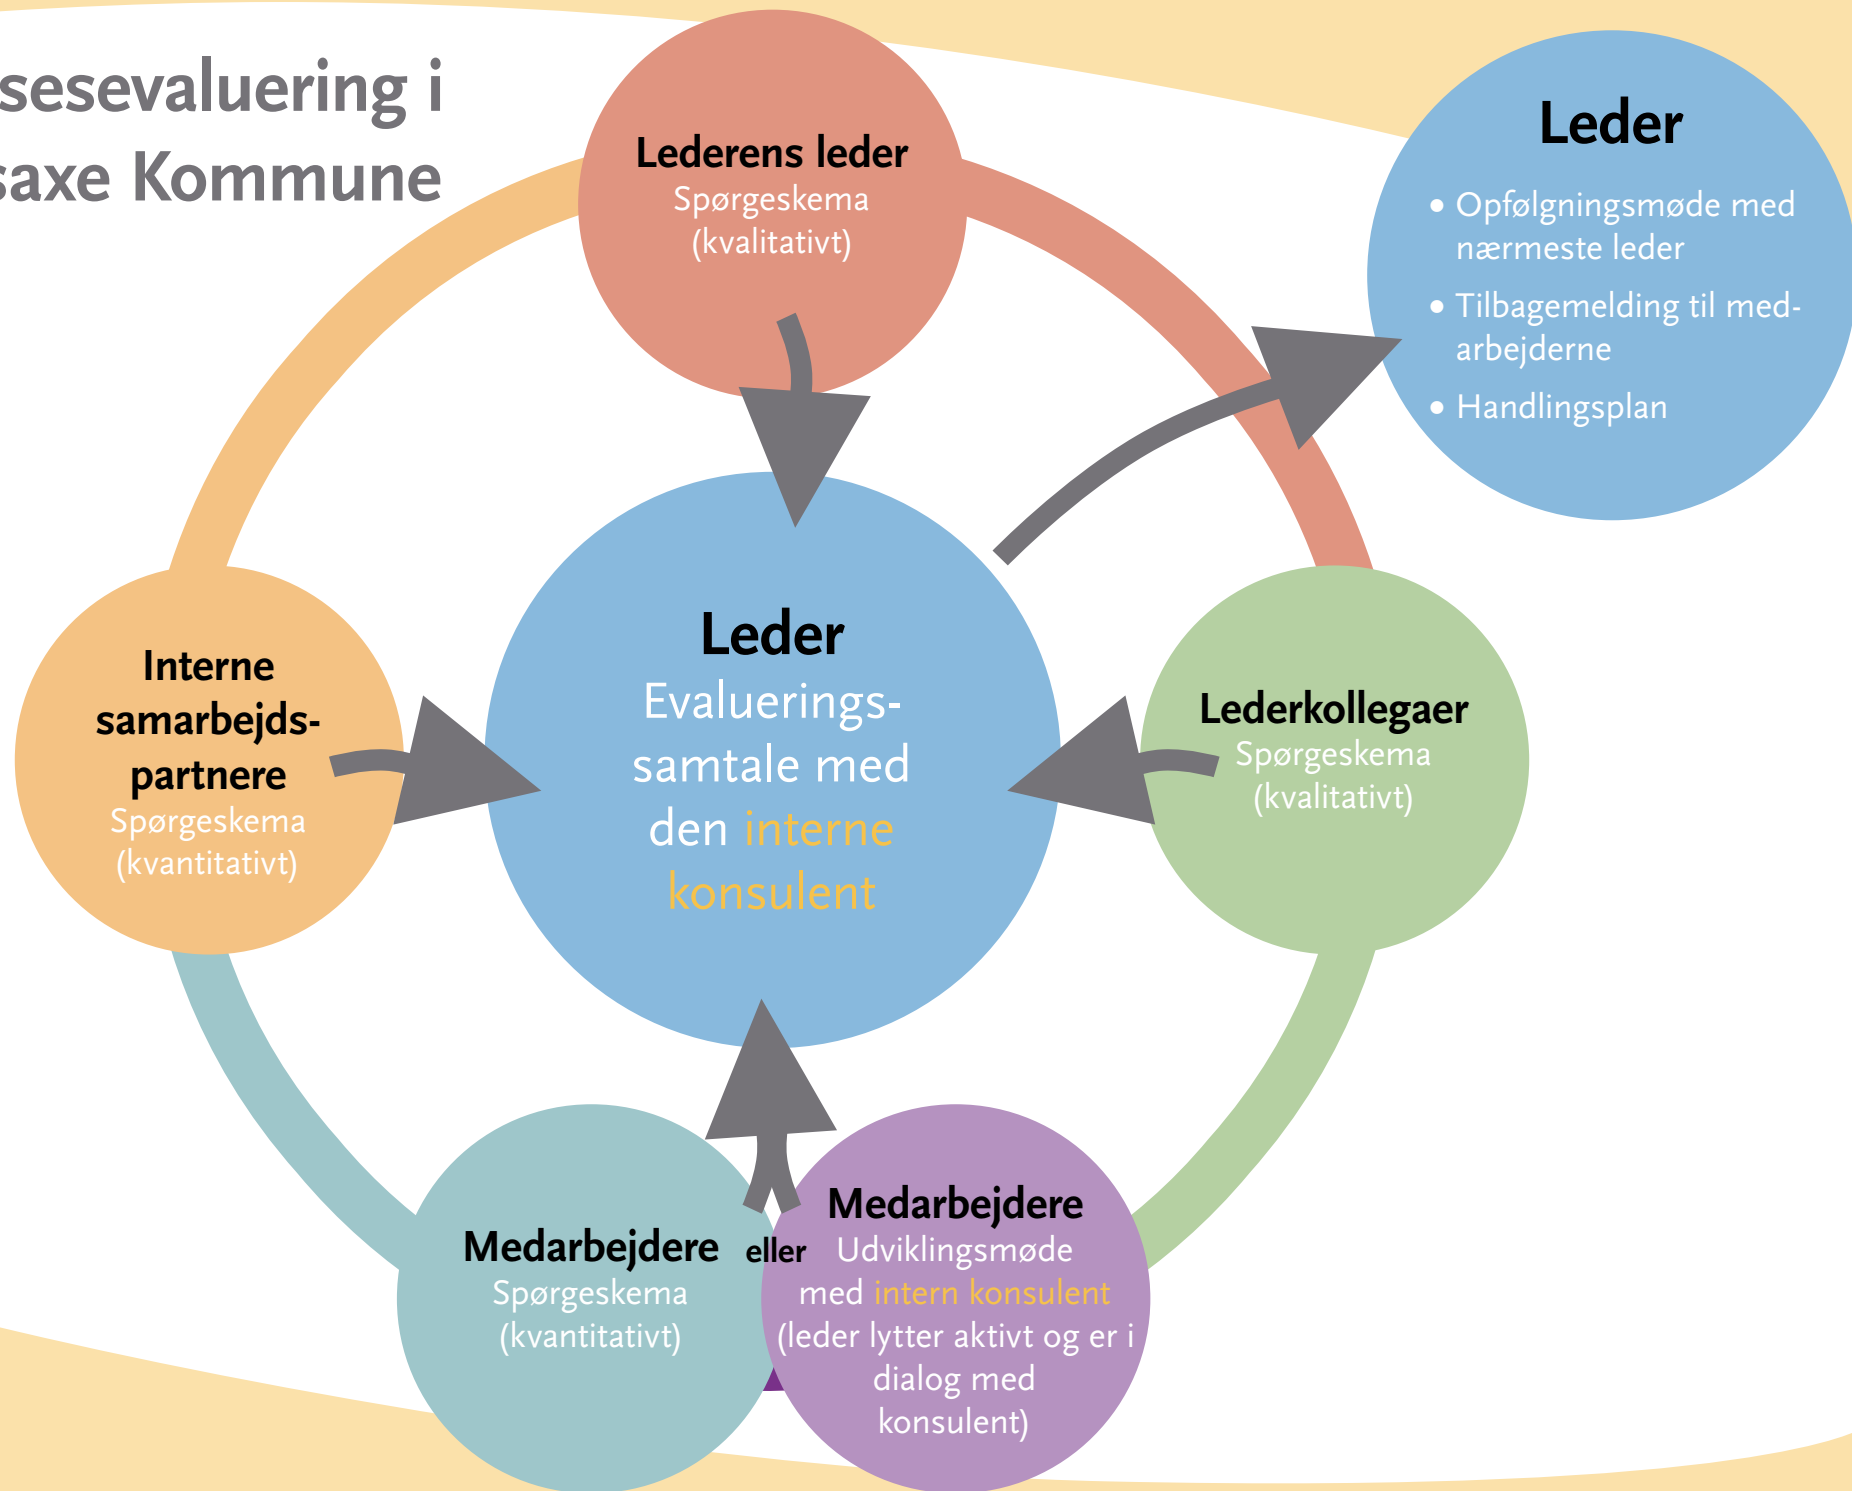 sesevaluering i
saxe Kommune
Lederens leder
Spørgeskema
(kvalitativt)
Leder
• Opfølgningsmøde med
nærmeste leder
• Tilbagemelding til med-
arbejderne
• Handlingsplan
Interne
samarbejds-
partnere
Spørgeskema
(kvantitativt)
Leder
Evaluerings-
samtale med
den interne
konsulent
Lederkollegaer
Spørgeskema
(kvalitativt)
Medarbejdere
Spørgeskema
(kvantitativt)
eller
Medarbejdere
Udviklingsmøde
med intern konsulent
(leder lytter aktivt og er i
dialog med
konsulent)